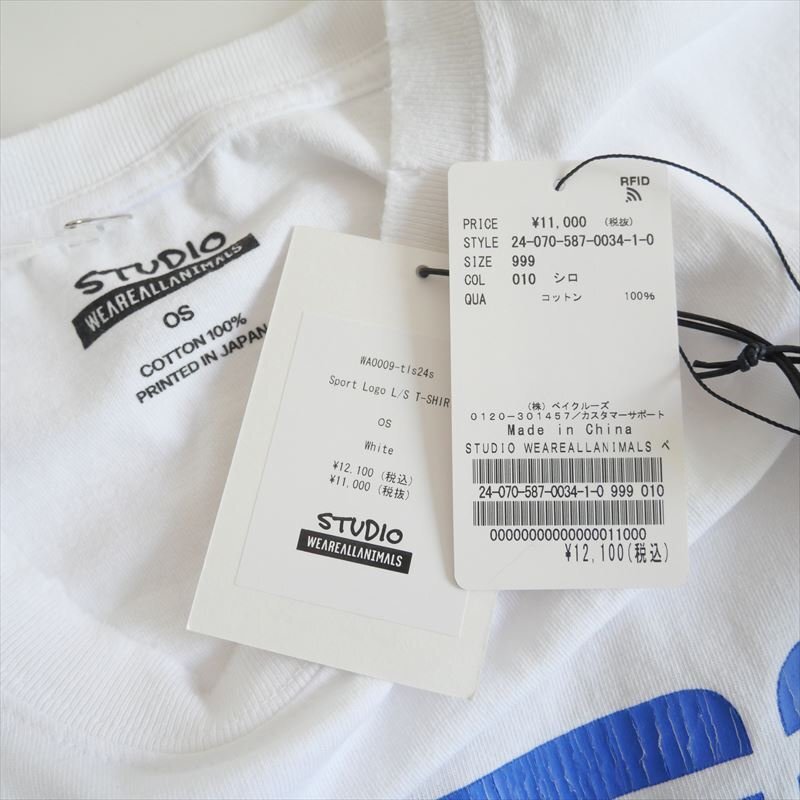 STUDIO
WEAREALLANIMALS
OS
COTTON 100%
PRINTED IN JAPAN
WA0009-tls24s
Sport Logo L/S T-SHIR
OS
White
¥12,100 (税込)
¥11,000 (税抜)
STUDIO
WEAREALLANIMALS
RFID
PRICE ¥11,000 (税抜)
STYLE 24-070-587-0034-1-0
SIZE 999
COL 010 シロ
QUA コットン 100%
(株) ベイクルーズ
0120-301457/カスタマーサポート
Made in China
STUDIO WEAREALLANIMALS ベ
24-070-587-0034-1-0 999 010
00000000000000011000
¥12,100(税込)